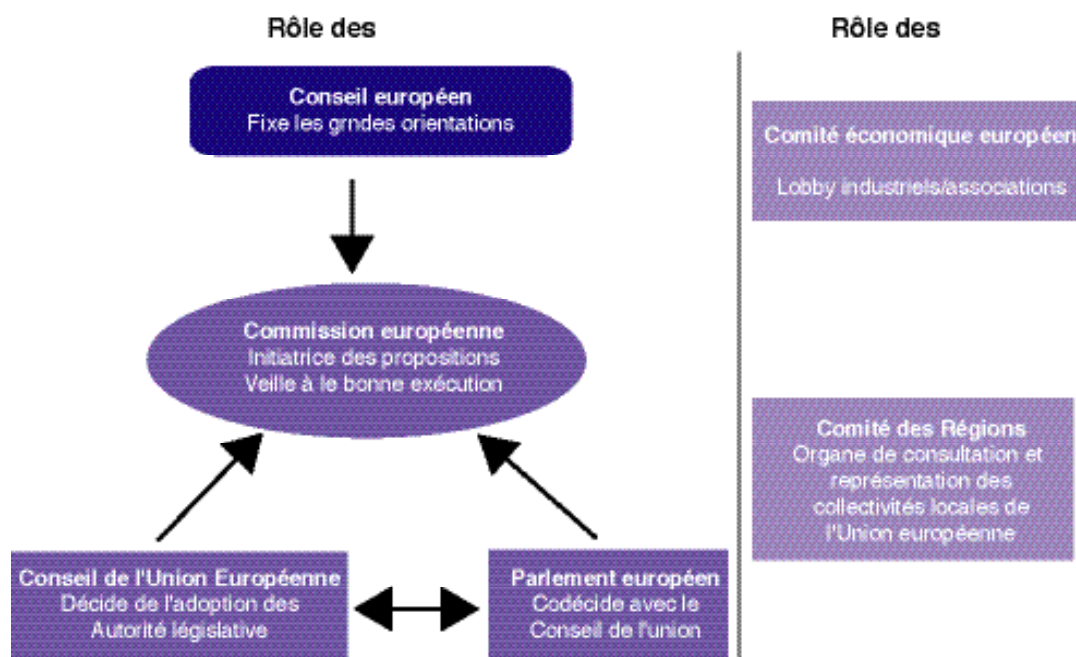 Rôle des
Conseil européen
Fixe les grndes orientations
Commission européenne
Initiatrice des propositions
Veille à le bonne exécution
Conseil de l'Union Européenne
Décide de l'adoption des
Autorité législative
Parlement européen
Codécide avec le
Conseil de l'union
Rôle des
Comité économique européen
Lobby industriels/associations
Comité des Régions
Organe de consultation et
représentation des
collectivités locales de
l'Union européenne